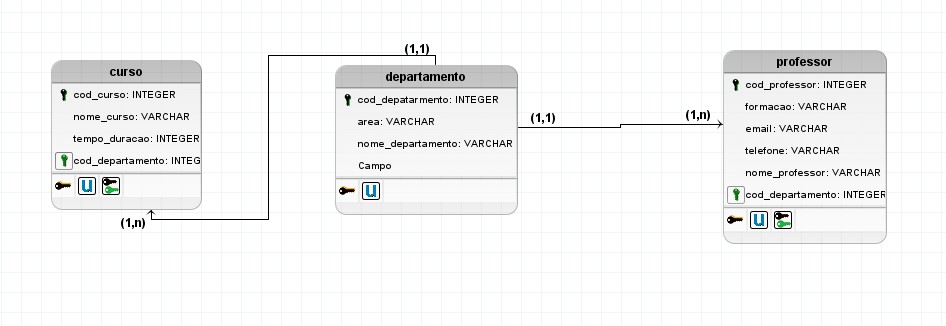 (1,1)
curso
cod_curso: INTEGER
nome_curso: VARCHAR
tempo_duracao: INTEGER
cod_departamento: INTEG
U
(1,n)
departamento
cod_depatarmento: INTEGER
area: VARCHAR
nome_departamento: VARCHAR
Campo
U
(1,1)
(1,n)
professor
cod_professor: INTEGER
formacao: VARCHAR
email: VARCHAR
telefone: VARCHAR
nome_professor: VARCHAR
cod_departamento: INTEGER
U